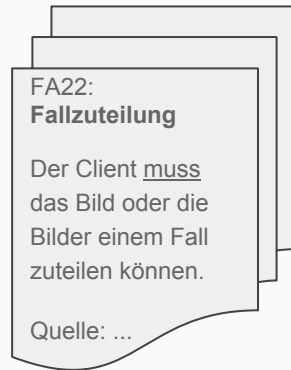 FA22:
Fallzuteilung
Der Client muss
das Bild oder die
Bilder einem Fall
zuteilen können.
Quelle: ...